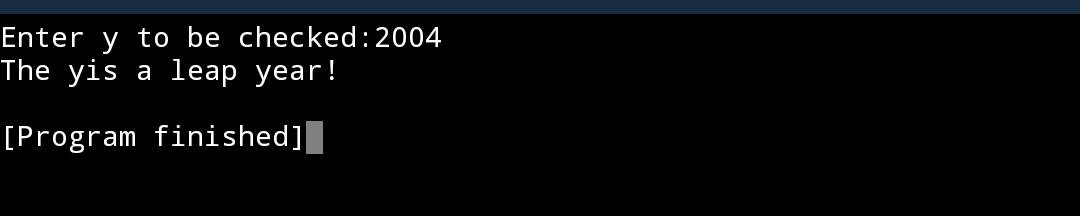 Enter y to be checked:2004
The yis a leap year!
[Program finished]